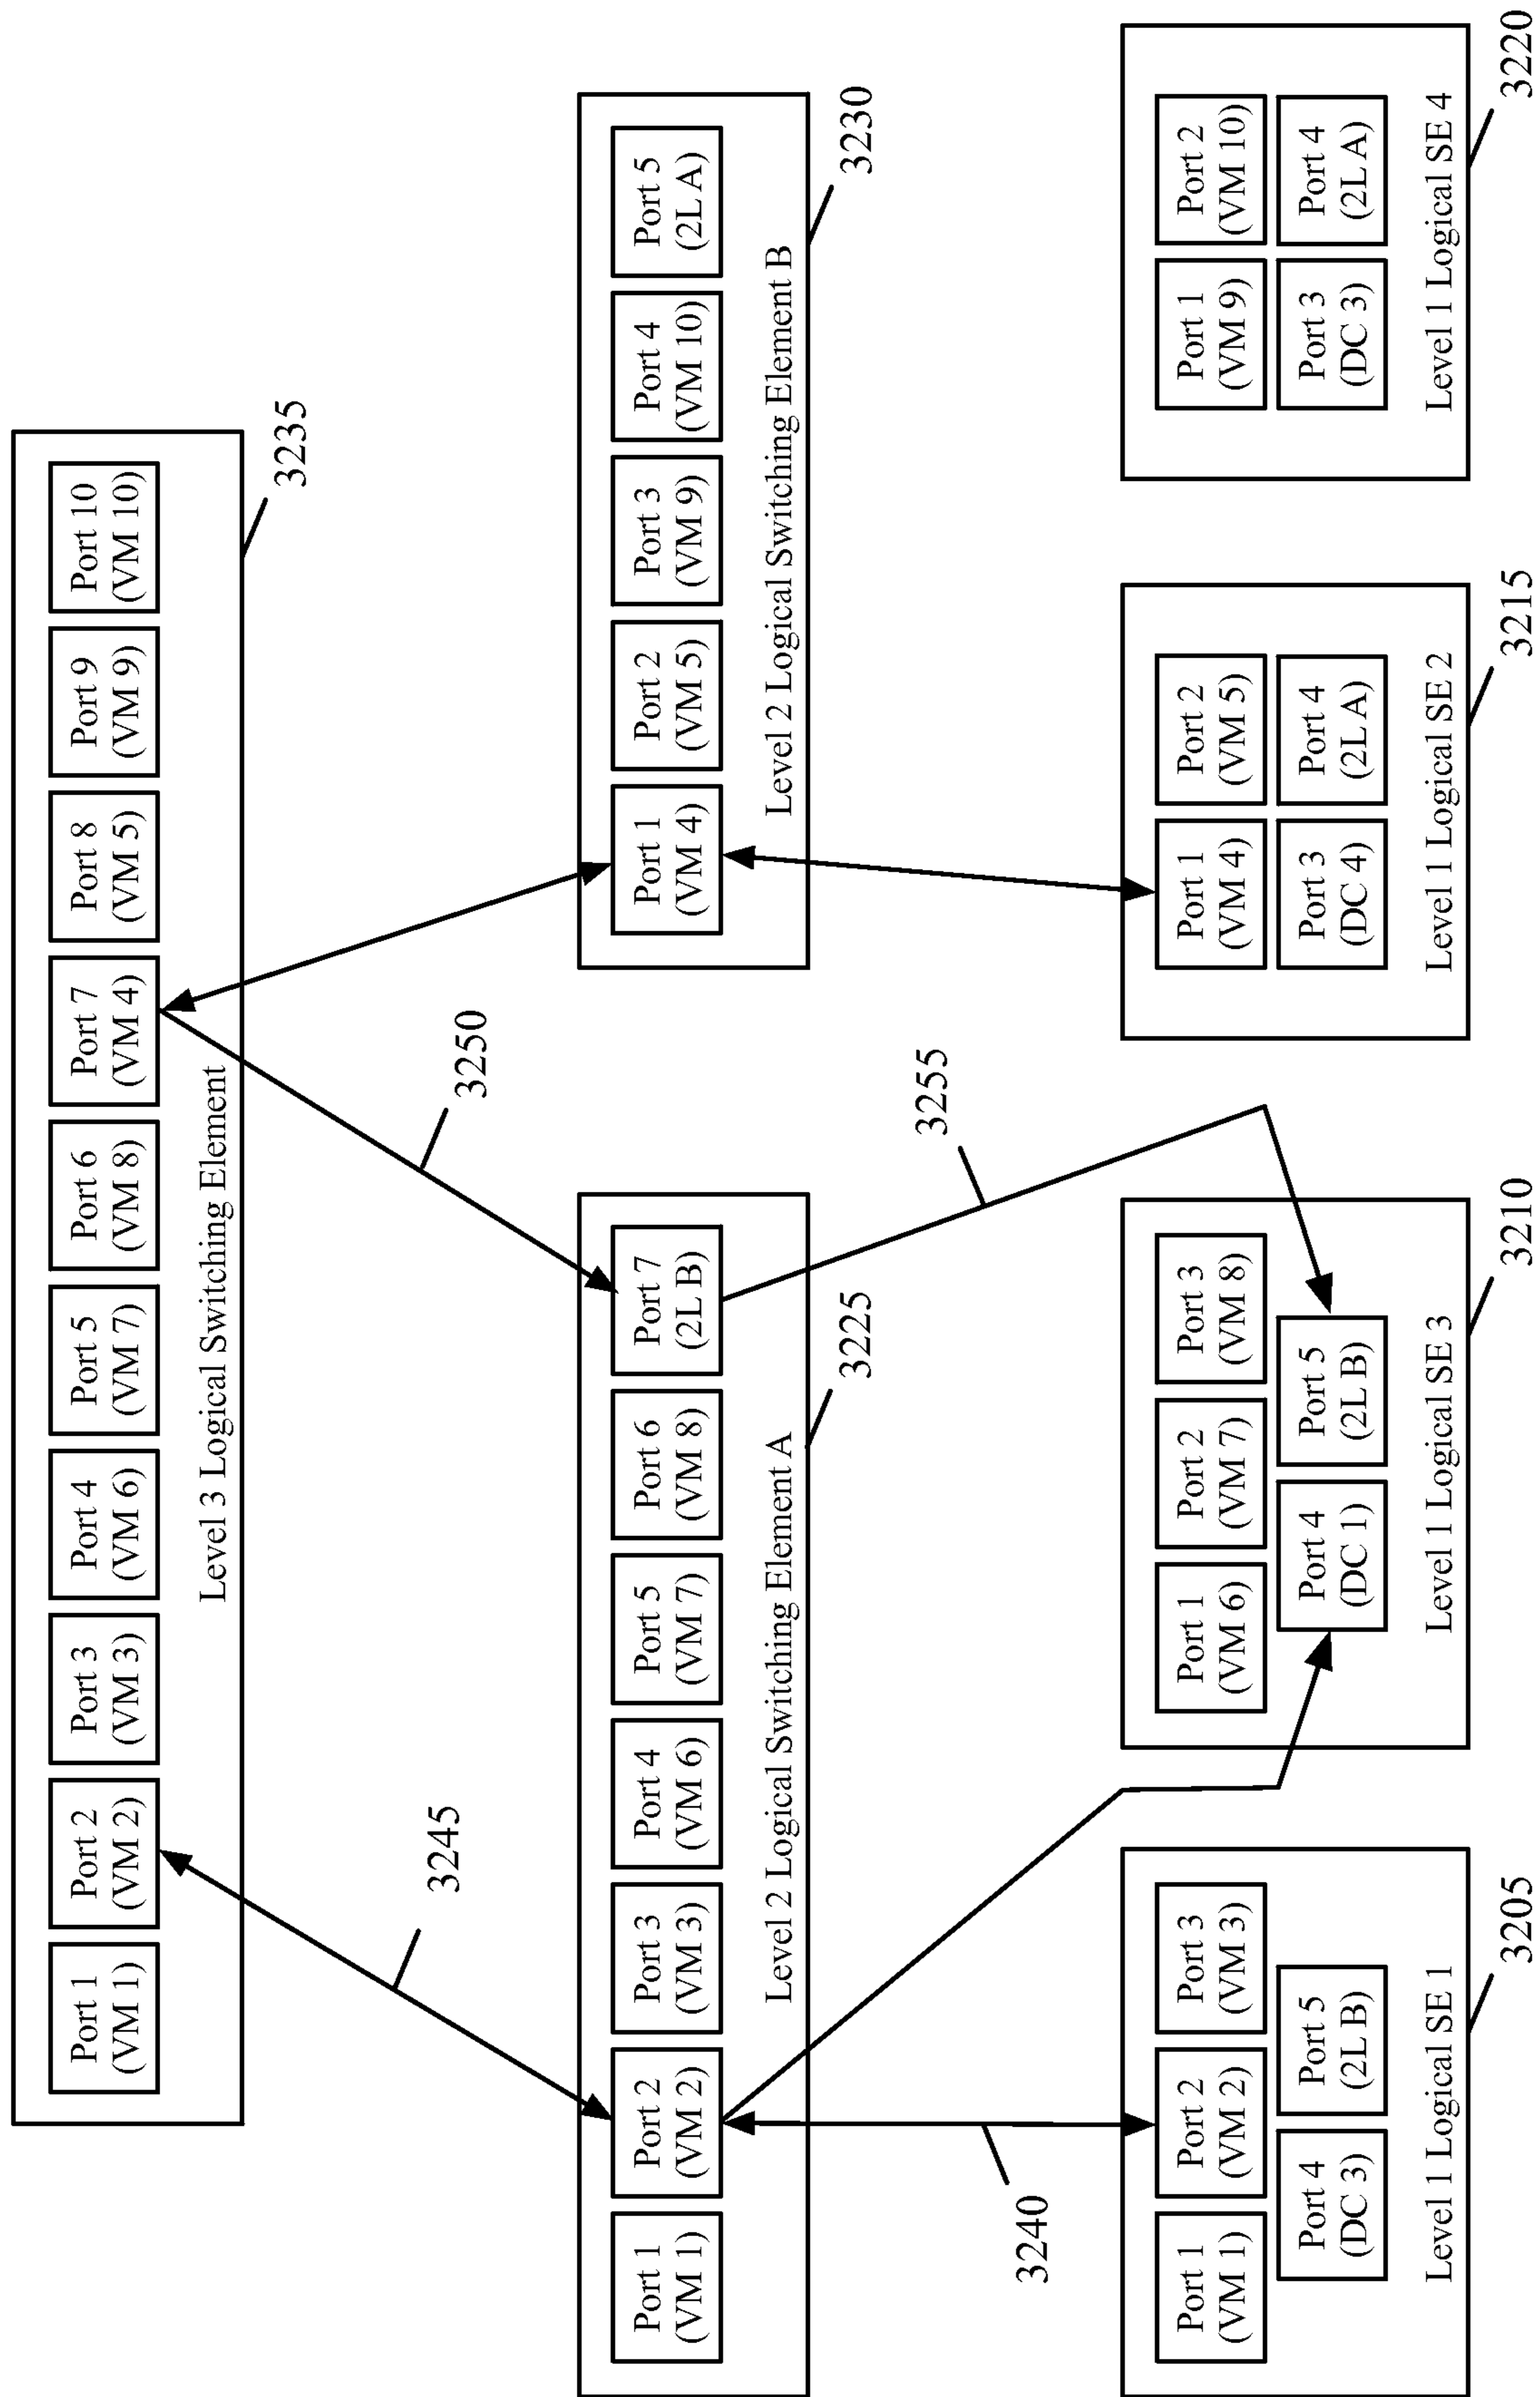 Port 1
(VM 1)
Port 2
(VM 2)
Port 3
(VM 3)
Port 4
(VM 6)
Port 5
(VM 7)
Port 6
(VM 8)
Port 7
(VM 4)
Port 8
(VM 5)
Port 9
(VM 9)
Port 10
(VM 10)
Level 3 Logical Switching Element
3235
3245
3250
Port 1
(VM 1)
Port 2
(VM 2)
Port 3
(VM 3)
Port 4
(VM 6)
Port 5
(VM 7)
Port 6
(VM 8)
Port 7
(2L B)
Level 2 Logical Switching Element A
3225
Port 1
(VM 4)
Port 2
(VM 5)
Port 3
(VM 9)
Port 4
(VM 10)
Port 5
(2L A)
Level 2 Logical Switching Element B
3230
3240
3255
Port 1
(VM 1)
Port 2
(VM 2)
Port 3
(VM 3)
Port 4
(DC 3)
Port 5
(2L B)
Level 1 Logical SE 1
3205
Port 1
(VM 6)
Port 2
(VM 7)
Port 3
(VM 8)
Port 4
(DC 1)
Port 5
(2L B)
Level 1 Logical SE 3
3210
Port 1
(VM 4)
Port 2
(VM 5)
Port 3
(DC 4)
Port 4
(2L A)
Level 1 Logical SE 2
3215
Port 1
(VM 9)
Port 2
(VM 10)
Port 3
(DC 3)
Port 4
(2L A)
Level 1 Logical SE 4
3220